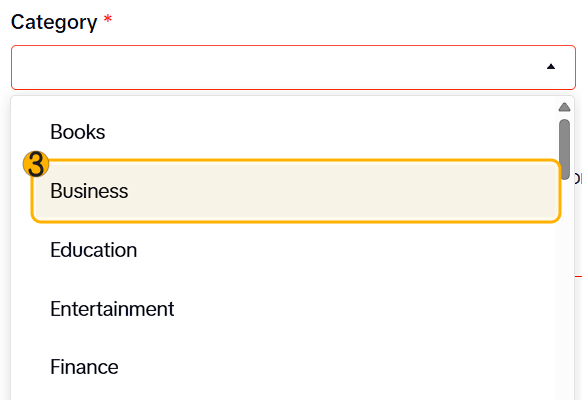 Category *
Books
3
Business
Education
Entertainment
Finance